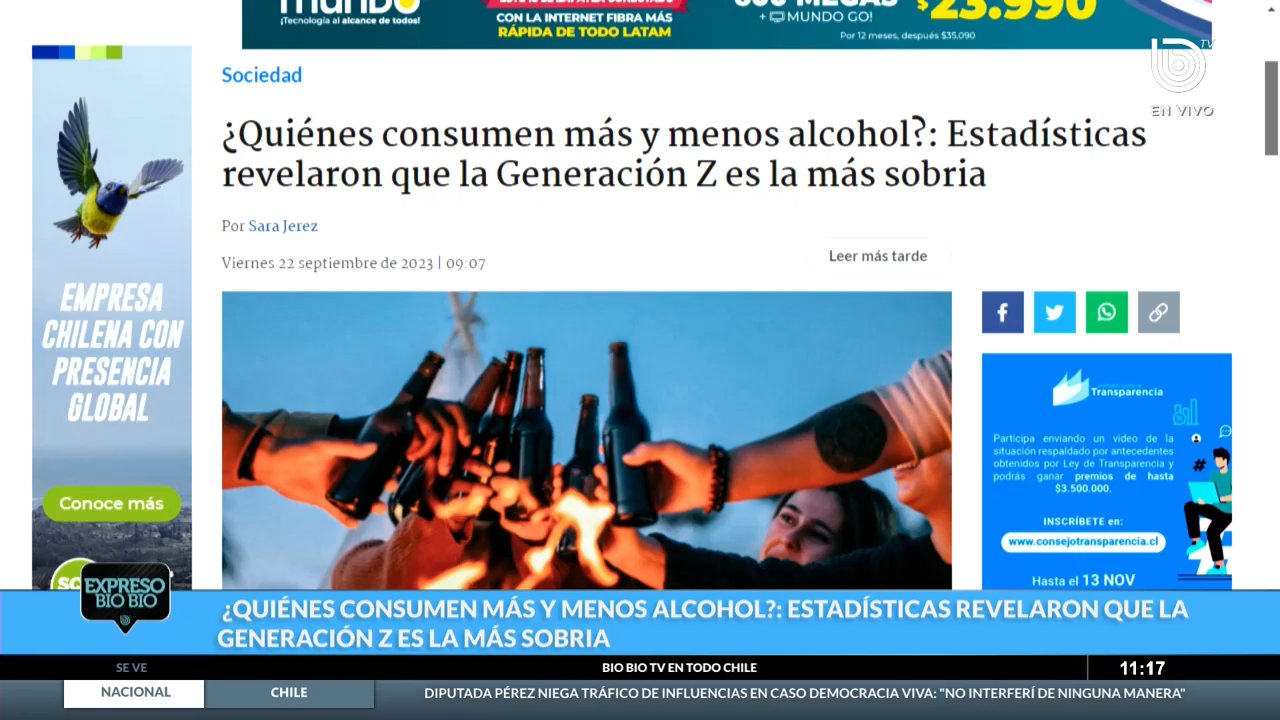 mundo
¡Tecnología al alcance de todos!
CON LA INTERNET FIBRA MÁS
RÁPIDA DE TODO LATAM
MEGAS
+ MUNDO GO!
$23.990
Por 12 meses, después $35.090
TV
EN VIVO
Sociedad
¿Quiénes consumen más y menos alcohol?: Estadísticas
revelaron que la Generación Z es la más sobria
Por Sara Jerez
Viernes 22 septiembre de 2023 | 09:07
Leer más tarde
EMPRESA
CHILENA CON
PRESENCIA
GLOBAL
Conoce más
Transparencia
Participa enviando un video de la
situación respaldado por antecedentes
obtenidos por Ley de Transparencia y
podrás ganar premios de hasta
$3.500.000.
INSCRÍBETE en:
www.consejotransparencia.cl
Hasta el 13 NOV
EXPRESO
BIO BIO
¿QUIÉNES CONSUMEN MÁS Y MENOS ALCOHOL?: ESTADÍSTICAS REVELARON QUE LA
GENERACIÓN Z ES LA MÁS SOBRIA
SE VE
BIO BIO TV EN TODO CHILE
11:17
NACIONAL
CHILE
DIPUTADA PÉREZ NIEGA TRÁFICO DE INFLUENCIAS EN CASO DEMOCRACIA VIVA: "NO INTERFERÍ DE NINGUNA MANERA"